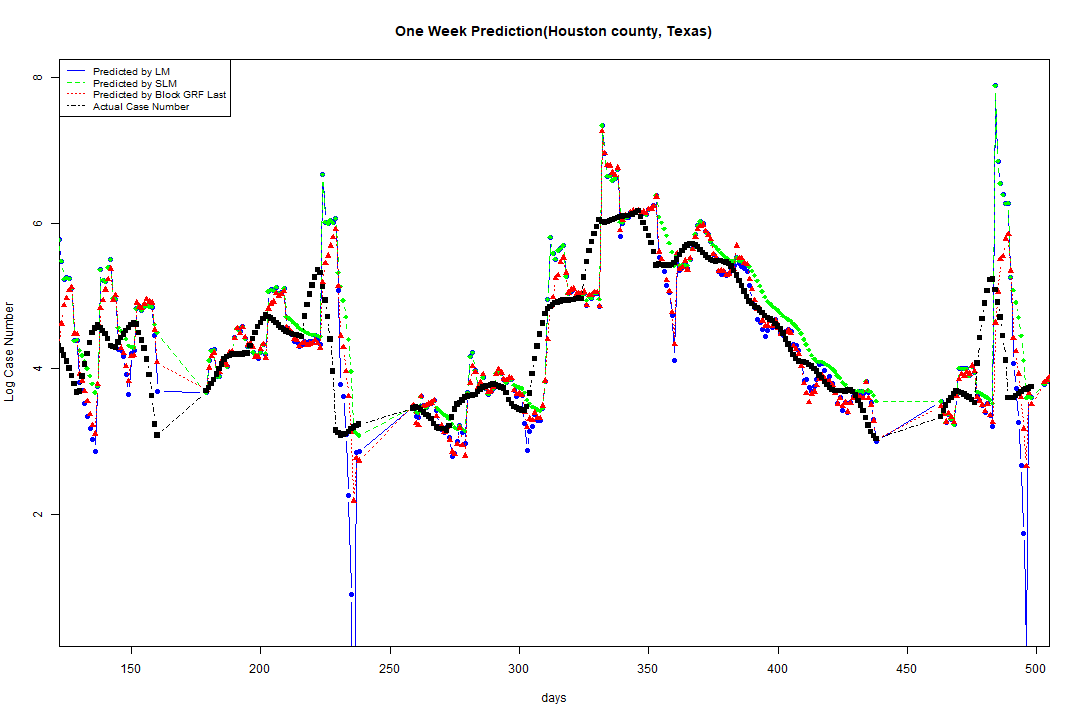 One Week Prediction(Houston county, Texas)
Predicted by LM
Predicted by SLM
Predicted by Block GRF Last
Actual Case Number
8
6
4
2
Log Case Number
150 200 250 300 350 400 450 500
days